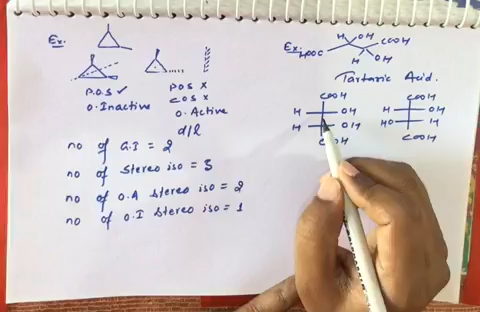 Ex.
P.O.S ✓
O.Inactive
POS X
COS X
O.Active
d/l
no of G.I = 2
no of Stereo iso = 3
no of O.A stereo iso = 2
no of O.I stereo iso = 1
Ex.
H OH COOH
HOOC H OH
Tartaric Acid.
COOH
H OH
H OH
COOH
COOH
H OH
HO H
COOH